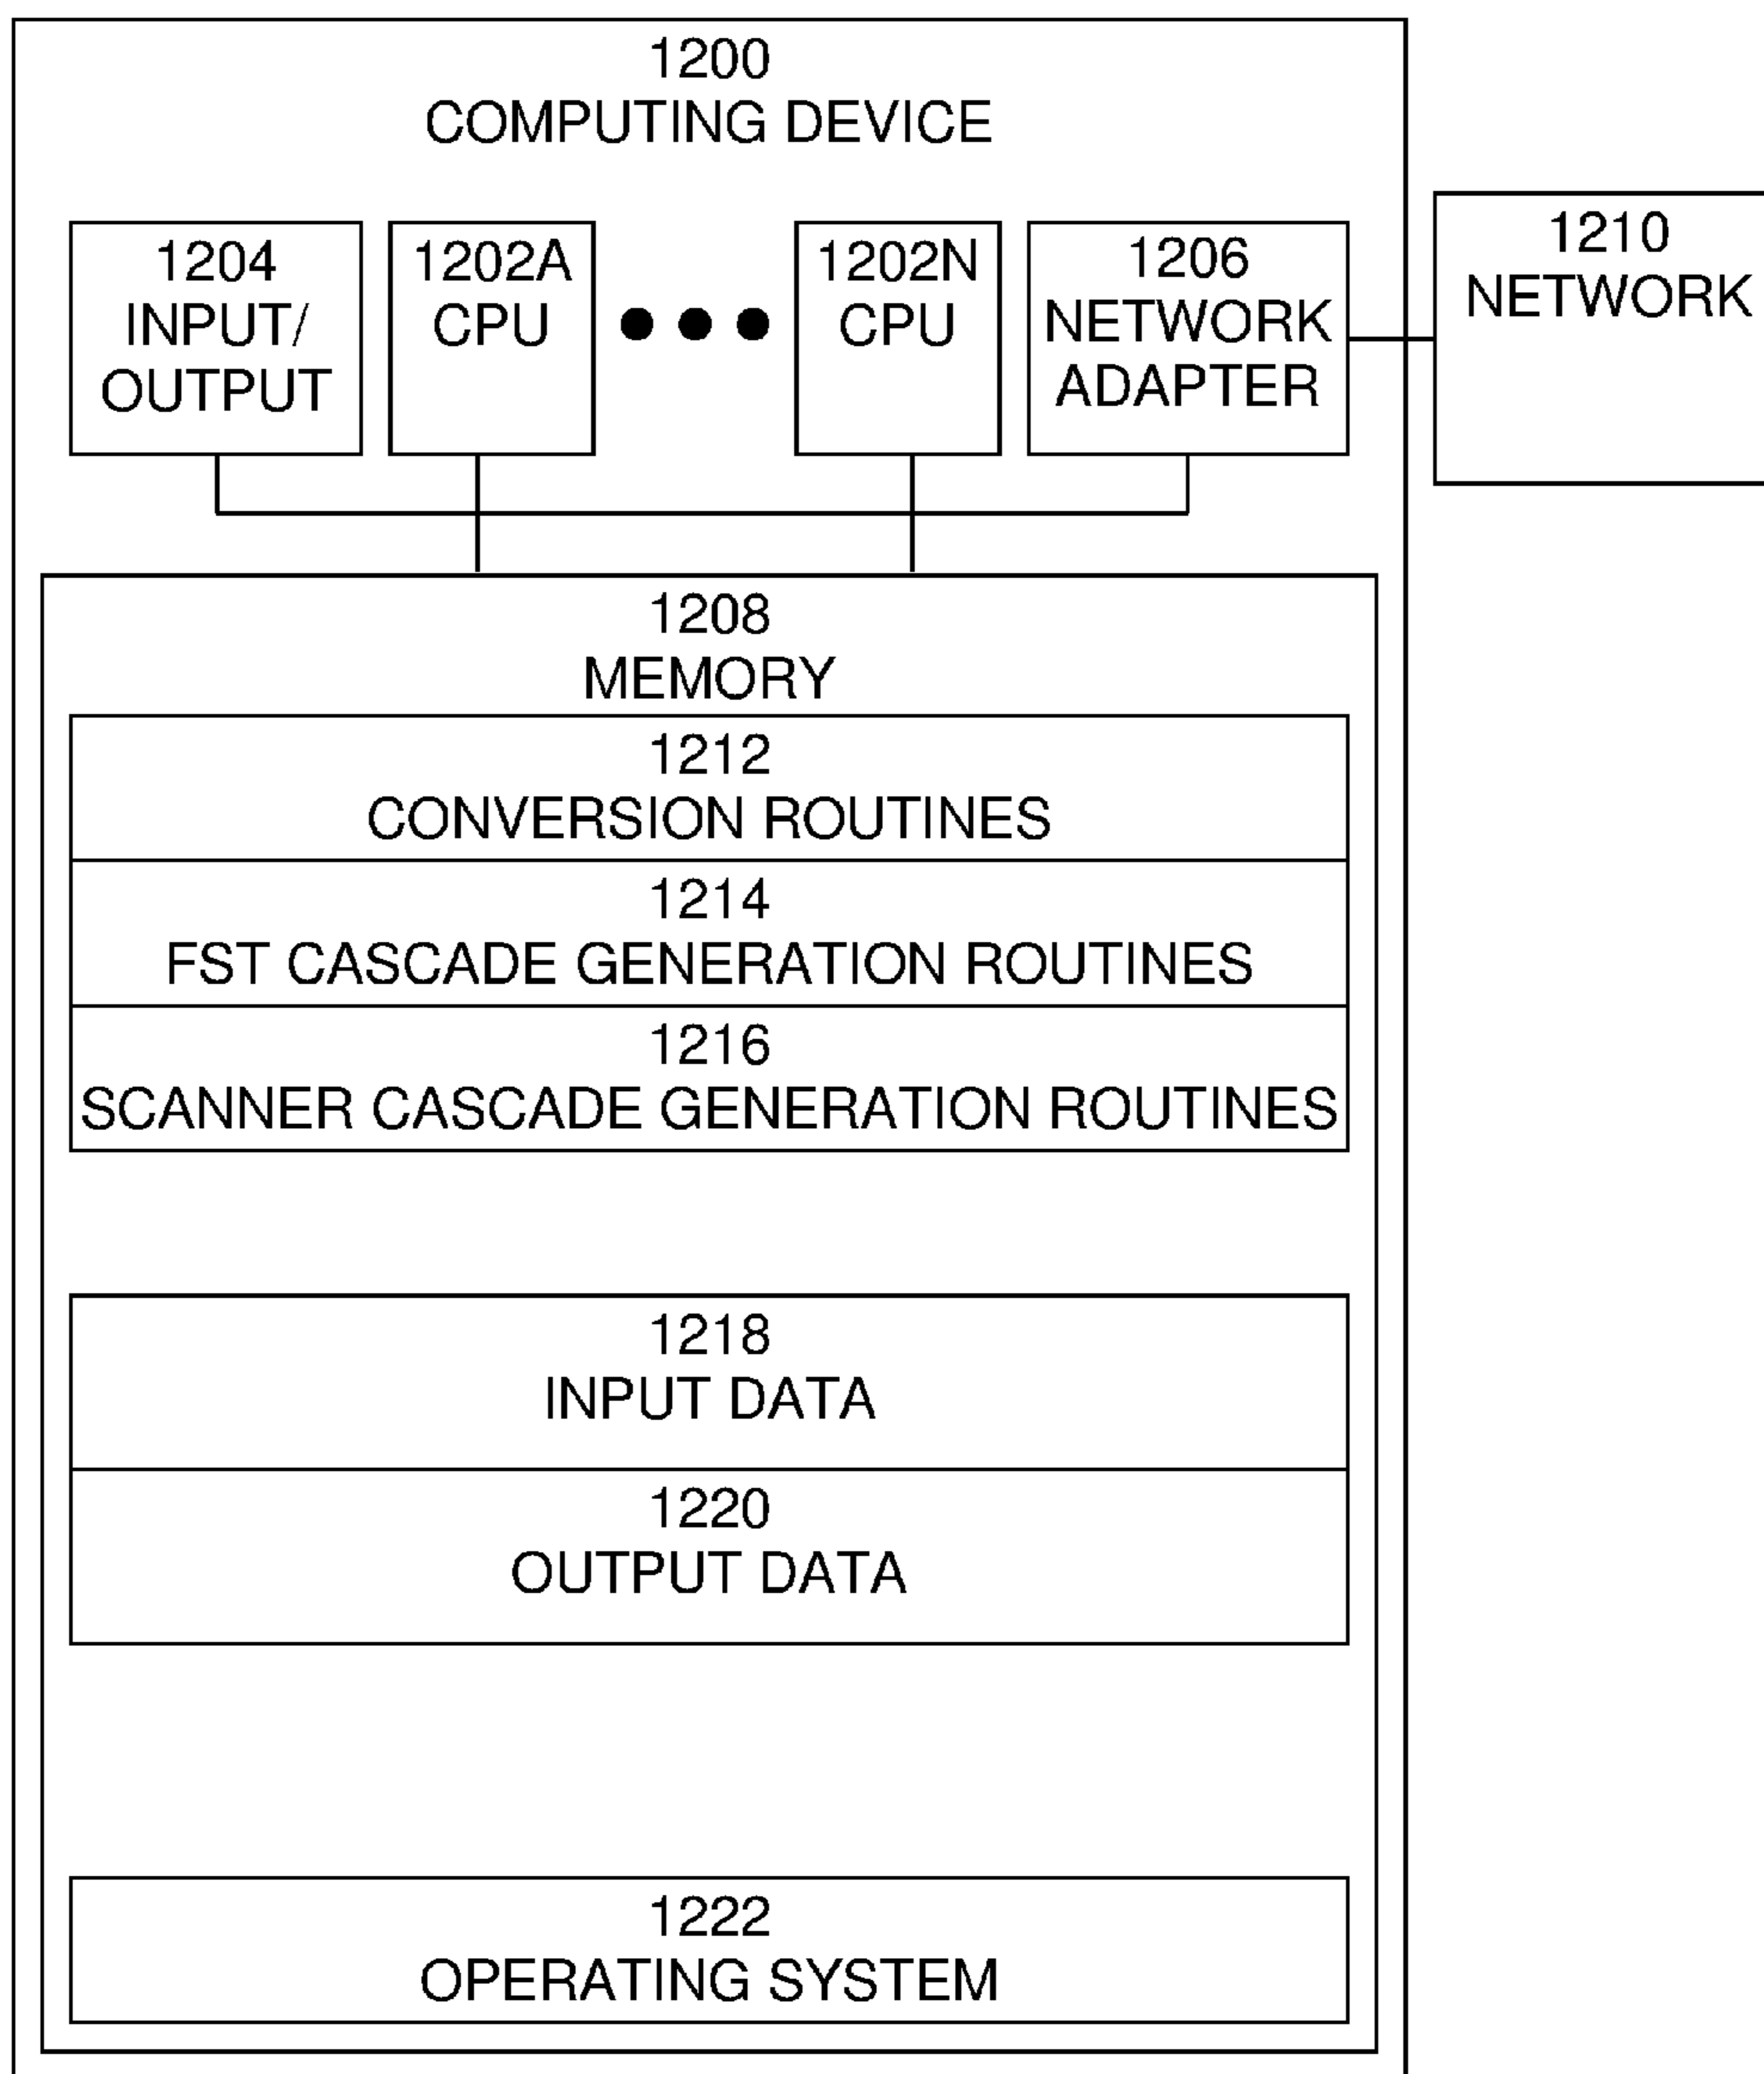 1200
COMPUTING DEVICE
1204
INPUT/
OUTPUT
1202A
CPU
1202N
CPU
1206
NETWORK
ADAPTER
1210
NETWORK
1208
MEMORY
1212
CONVERSION ROUTINES
1214
FST CASCADE GENERATION ROUTINES
1216
SCANNER CASCADE GENERATION ROUTINES
1218
INPUT DATA
1220
OUTPUT DATA
1222
OPERATING SYSTEM